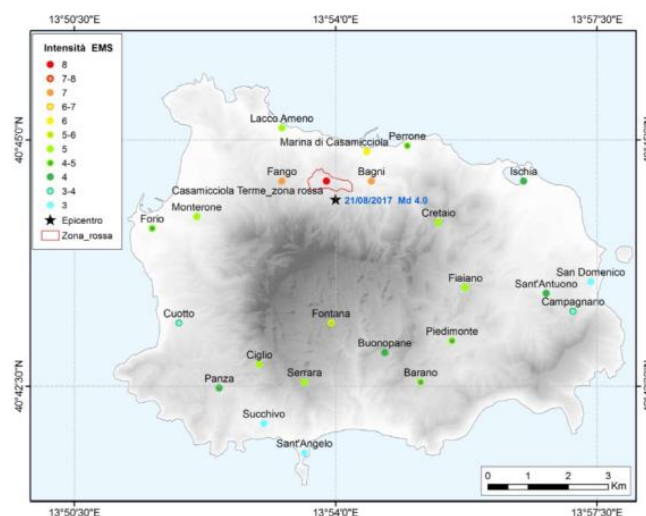 13°50'30"E
13°54'0"E
13°57'30"E
Intensità EMS
8
7-8
7
6-7
6
5-6
5
4-5
4
3-4
3
Epicentro
Zona_rossa
40°45'0"N
40°45'0"N
Lacco Ameno
Marina di Casamicciola
Perrone
Fango
Bagni
Ischia
Casamicciola Terme_zona rossa
21/08/2017 Md 4.0
Monterone
Forio
Cretaio
Fiaiano
San Domenico
Sant'Antuono
Campagnano
Cuotto
Fontana
Piedimonte
Buonopane
Ciglio
Panza
Serrara
Barano
40°42'30"N
Succhivo
Sant'Angelo
0 1 2 3
Km
13°50'30"E
13°54'0"E
13°57'30"E